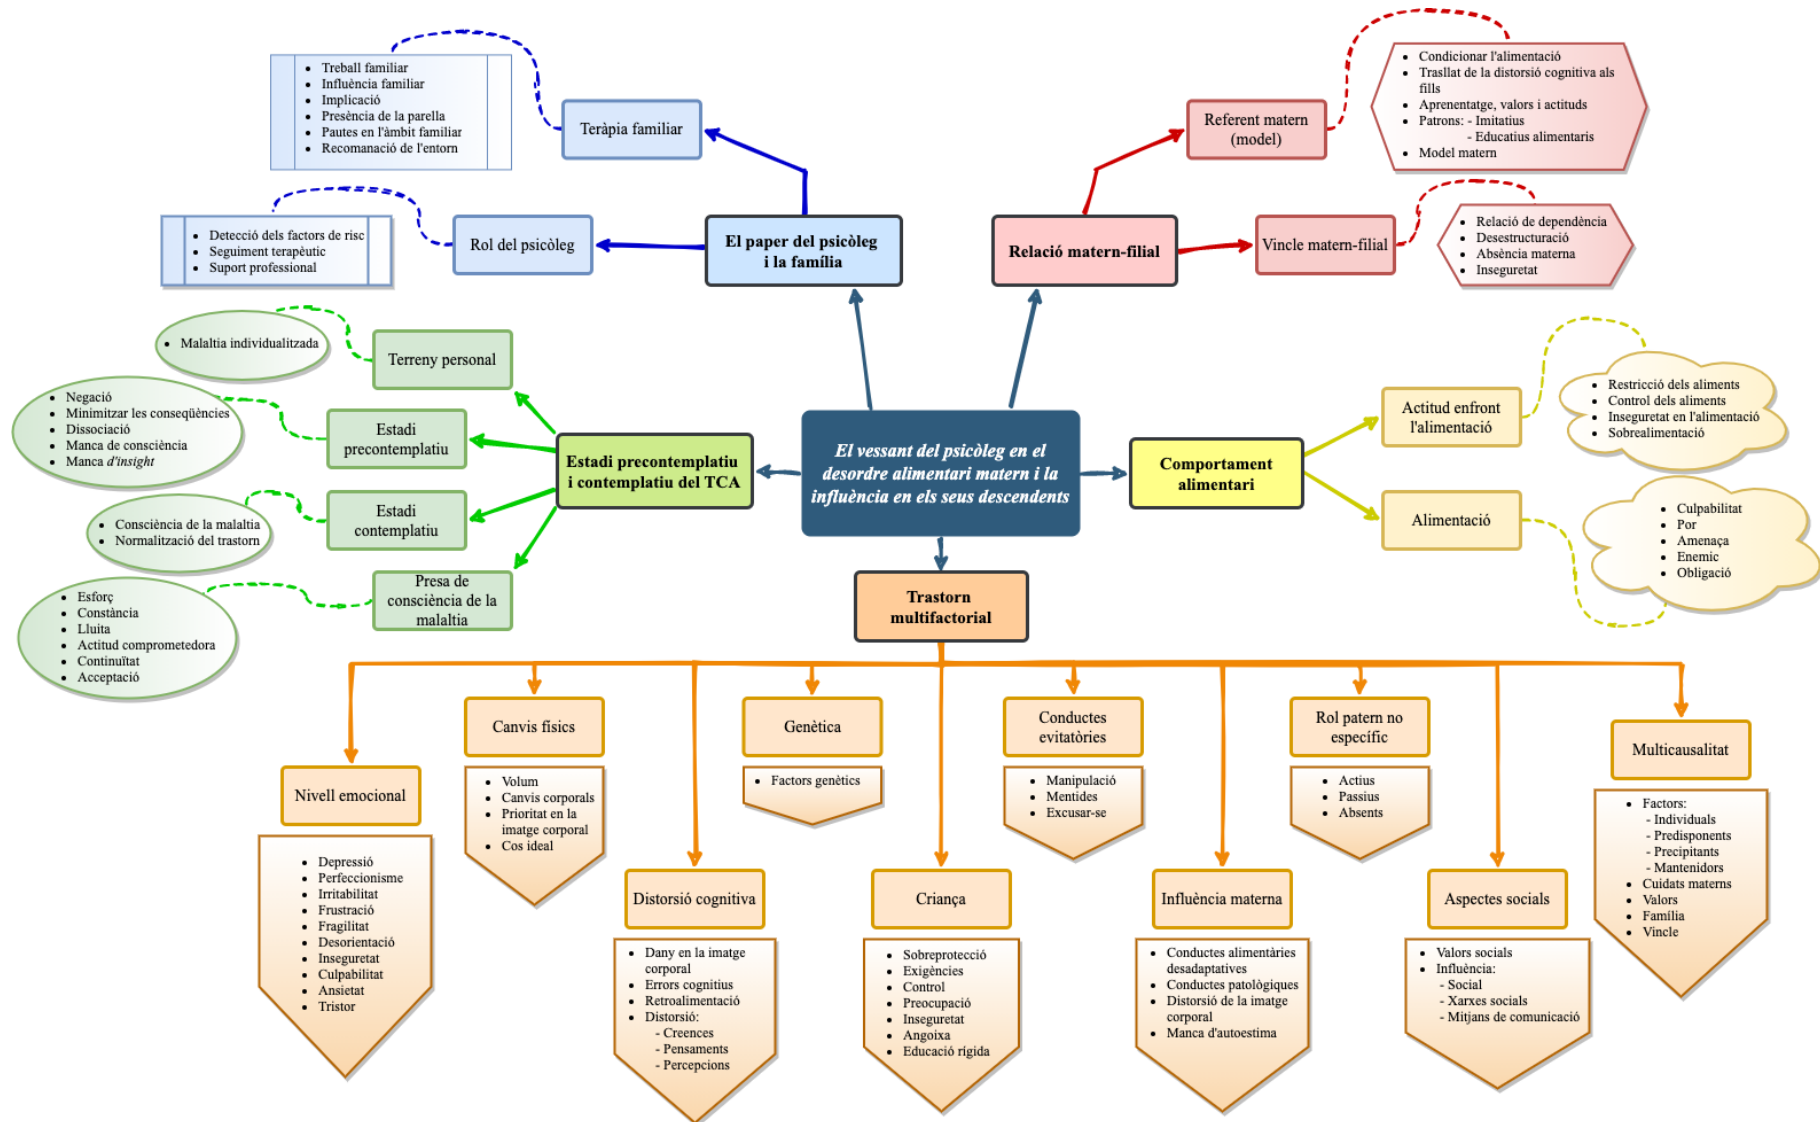 • Treball familiar
• Influència familiar
• Implicació
• Presència de la parella
• Pautes en l'àmbit familiar
• Recomanació de l'entorn
Teràpia familiar
• Detecció dels factors de risc
• Seguiment terapèutic
• Suport professional
Rol del psicòleg
El paper del psicòleg
i la família
Referent matern
(model)
• Condicionar l'alimentació
• Trasllat de la distorsió cognitiva als
fills
• Aprenentatge, valors i actituds
• Patrons: - Imitatius
- Educatius alimentaris
• Model matern
Relació matern-filial
Vincle matern-filial
• Relació de dependència
• Desestructuració
• Absència materna
• Inseguretat
• Malaltia individualitzada
Terreny personal
• Negació
• Minimitzar les conseqüències
• Dissociació
• Manca de consciència
• Manca d'insight
Estadi
precontemplatiu
Estadi precontemplatiu
i contemplatiu del TCA
• Consciència de la malaltia
• Normalització del trastorn
Estadi
contemplatiu
• Esforç
• Constància
• Lluita
• Actitud comprometedora
• Continuïtat
• Acceptació
Presa de
consciència de la
malaltia
El vessant del psicòleg en el
desordre alimentari matern i la
influència en els seus descendents
Comportament
alimentari
Actitud enfront
l'alimentació
• Restricció dels aliments
• Control dels aliments
• Inseguretat en l'alimentació
• Sobrealimentació
Alimentació
• Culpabilitat
• Por
• Amenaça
• Enemic
• Obligació
Trastorn
multifactorial
Nivell emocional
• Depressió
• Perfeccionisme
• Irritabilitat
• Frustració
• Fragilitat
• Desorientació
• Inseguretat
• Culpabilitat
• Ansietat
• Tristor
Canvis físics
• Volum
• Canvis corporals
• Prioritat en la
imatge corporal
• Cos ideal
Distorsió cognitiva
• Dany en la imatge
corporal
• Errors cognitius
• Retroalimentació
• Distorsió:
- Creences
- Pensaments
- Percepcions
Genètica
• Factors genètics
Criança
• Sobreprotecció
• Exigències
• Control
• Preocupació
• Inseguretat
• Angoixa
• Educació rígida
Conductes
evitatòries
• Manipulació
• Mentides
• Excusar-se
Influència materna
• Conductes alimentàries
desadaptatives
• Conductes patològiques
• Distorsió de la imatge
corporal
• Manca d'autoestima
Rol patern no
específic
• Actius
• Passius
• Absents
Aspectes socials
• Valors socials
• Influència:
- Social
- Xarxes socials
- Mitjans de comunicació
Multicausalitat
• Factors:
- Individuals
- Predisponents
- Precipitants
- Mantenidors
• Cuidats materns
• Valors
• Família
• Vincle